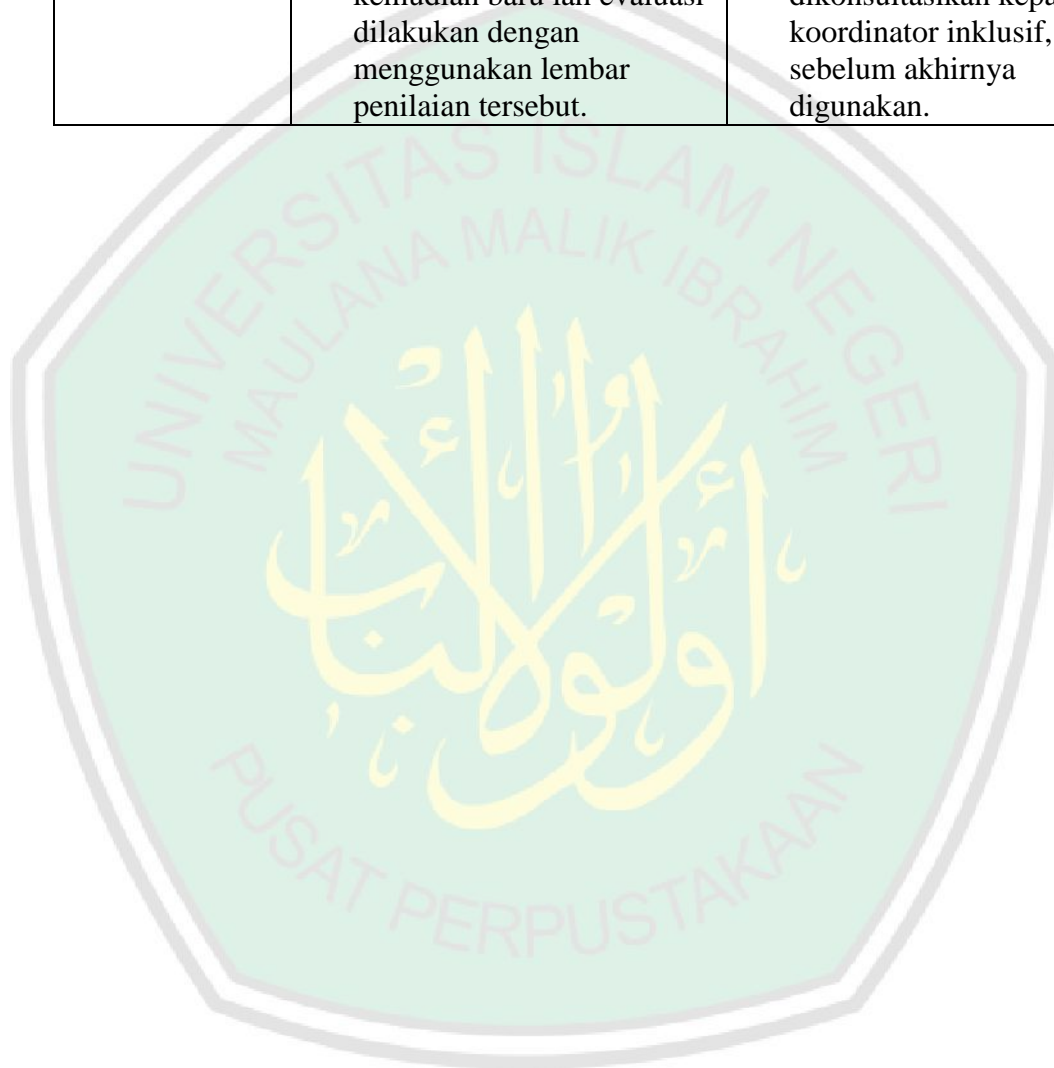 dilakukan dengan
menggunakan lembar
penilaian tersebut.
koordinator inklusif,
sebelum akhirnya
digunakan.
UNIVERSITAS ISLAM NEGERI
MAULANA MALIK IBRAHIM
أولوا الألباب
PUSAT PERPUSTAKAAN